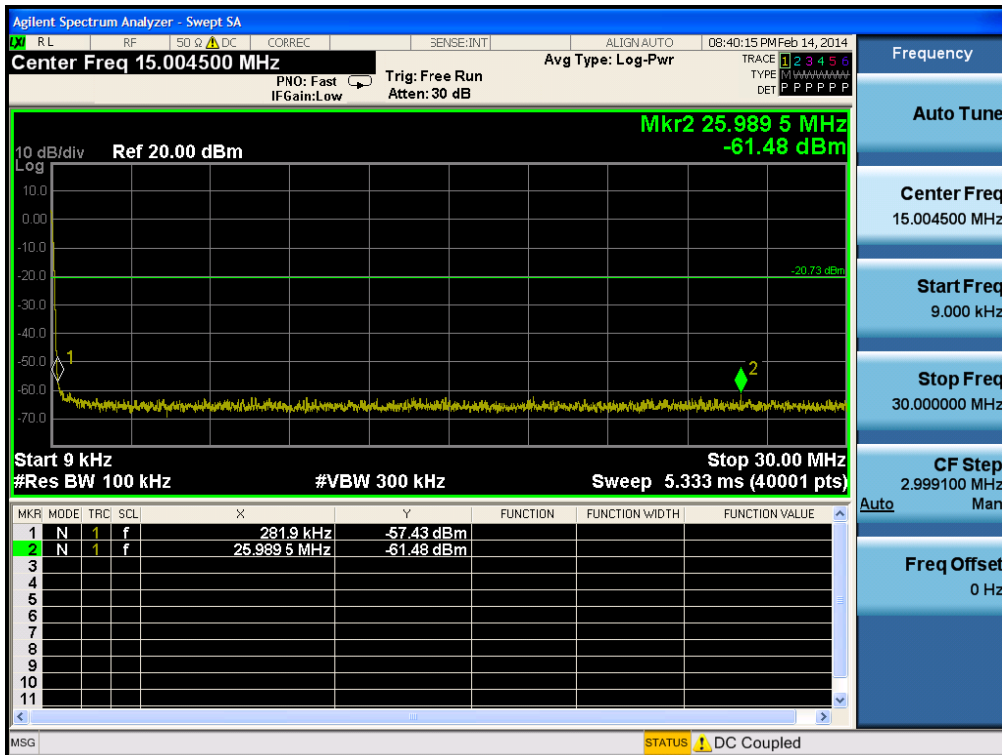 Agilent Spectrum Analyzer - Swept SA
LXI RL RF 50 Ω DC CORREC SENSE:INT ALIGN AUTO 08:40:15 PM Feb 14, 2014
Center Freq 15.004500 MHz
PNO: Fast
IFGain:Low
Trig: Free Run
Atten: 30 dB
Avg Type: Log-Pwr
TRACE 1 2 3 4 5 6
TYPE M
DET P P P P P P
Mkr2 25.989 5 MHz
-61.48 dBm
10 dB/div Ref 20.00 dBm
Log
10.0
0.00
-10.0
-20.0
-20.73 dBm
-30.0
-40.0
-50.0
1
2
-60.0
-70.0
Start 9 kHz Stop 30.00 MHz
#Res BW 100 kHz #VBW 300 kHz Sweep 5.333 ms (40001 pts)
MKR MODE TRC SCL X Y FUNCTION FUNCTION WIDTH FUNCTION VALUE
1 N 1 f 281.9 kHz -57.43 dBm
2 N 1 f 25.989 5 MHz -61.48 dBm
3
4
5
6
7
8
9
10
11
MSG STATUS DC Coupled
Frequency
Auto Tune
Center Freq
15.004500 MHz
Start Freq
9.000 kHz
Stop Freq
30.000000 MHz
CF Step
2.999100 MHz
Auto Man
Freq Offset
0 Hz